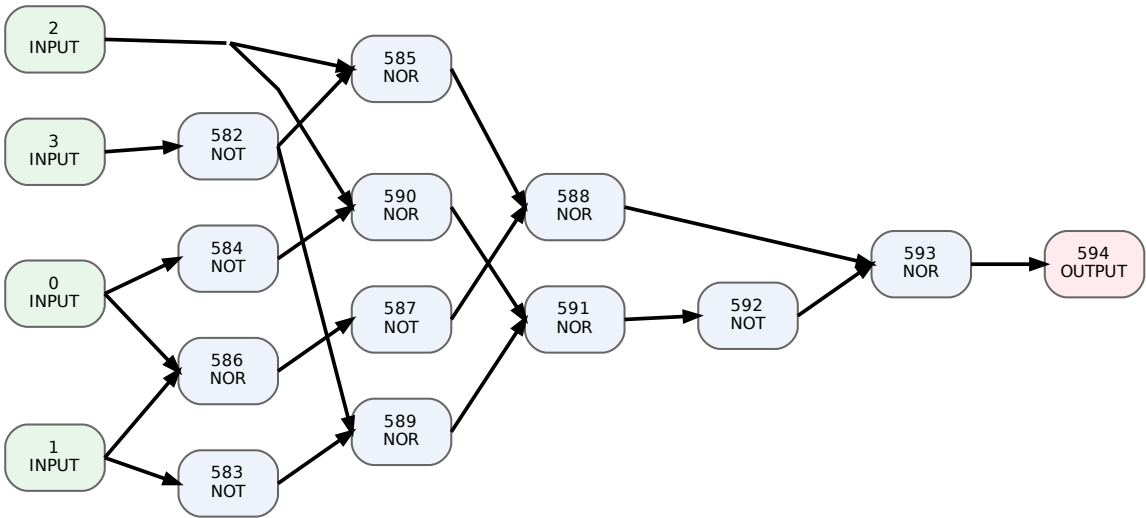 2
INPUT
3
INPUT
0
INPUT
1
INPUT
582
NOT
584
NOT
586
NOR
583
NOT
585
NOR
590
NOR
587
NOT
589
NOR
588
NOR
591
NOR
592
NOT
593
NOR
594
OUTPUT